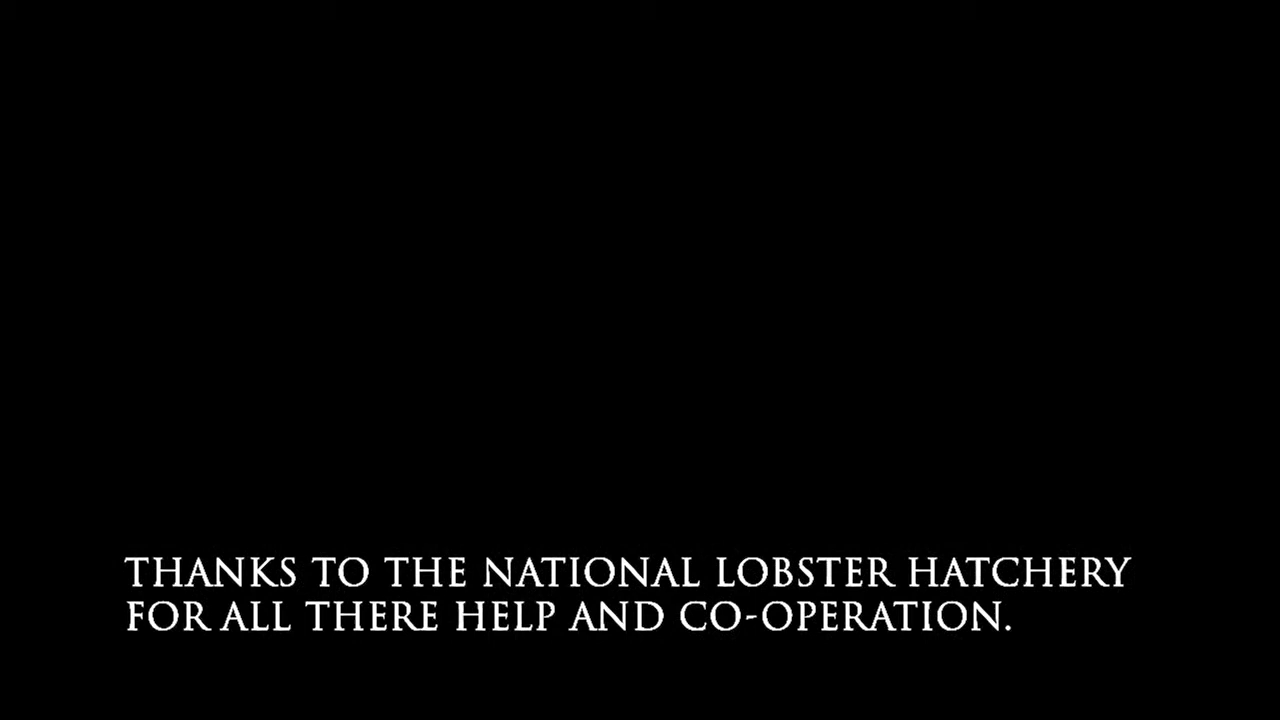 THANKS TO THE NATIONAL LOBSTER HATCHERY
FOR ALL THERE HELP AND CO-OPERATION.